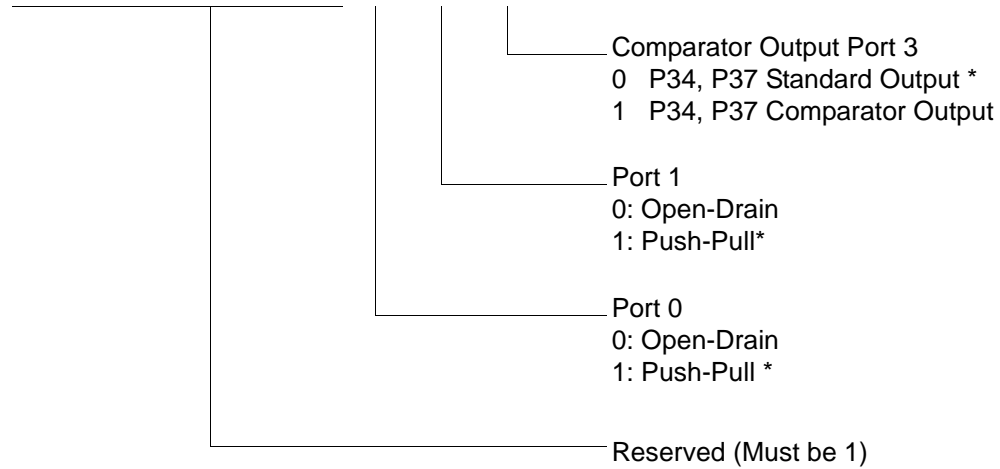 Comparator Output Port 3
0 P34, P37 Standard Output *
1 P34, P37 Comparator Output
Port 1
0: Open-Drain
1: Push-Pull*
Port 0
0: Open-Drain
1: Push-Pull *
Reserved (Must be 1)